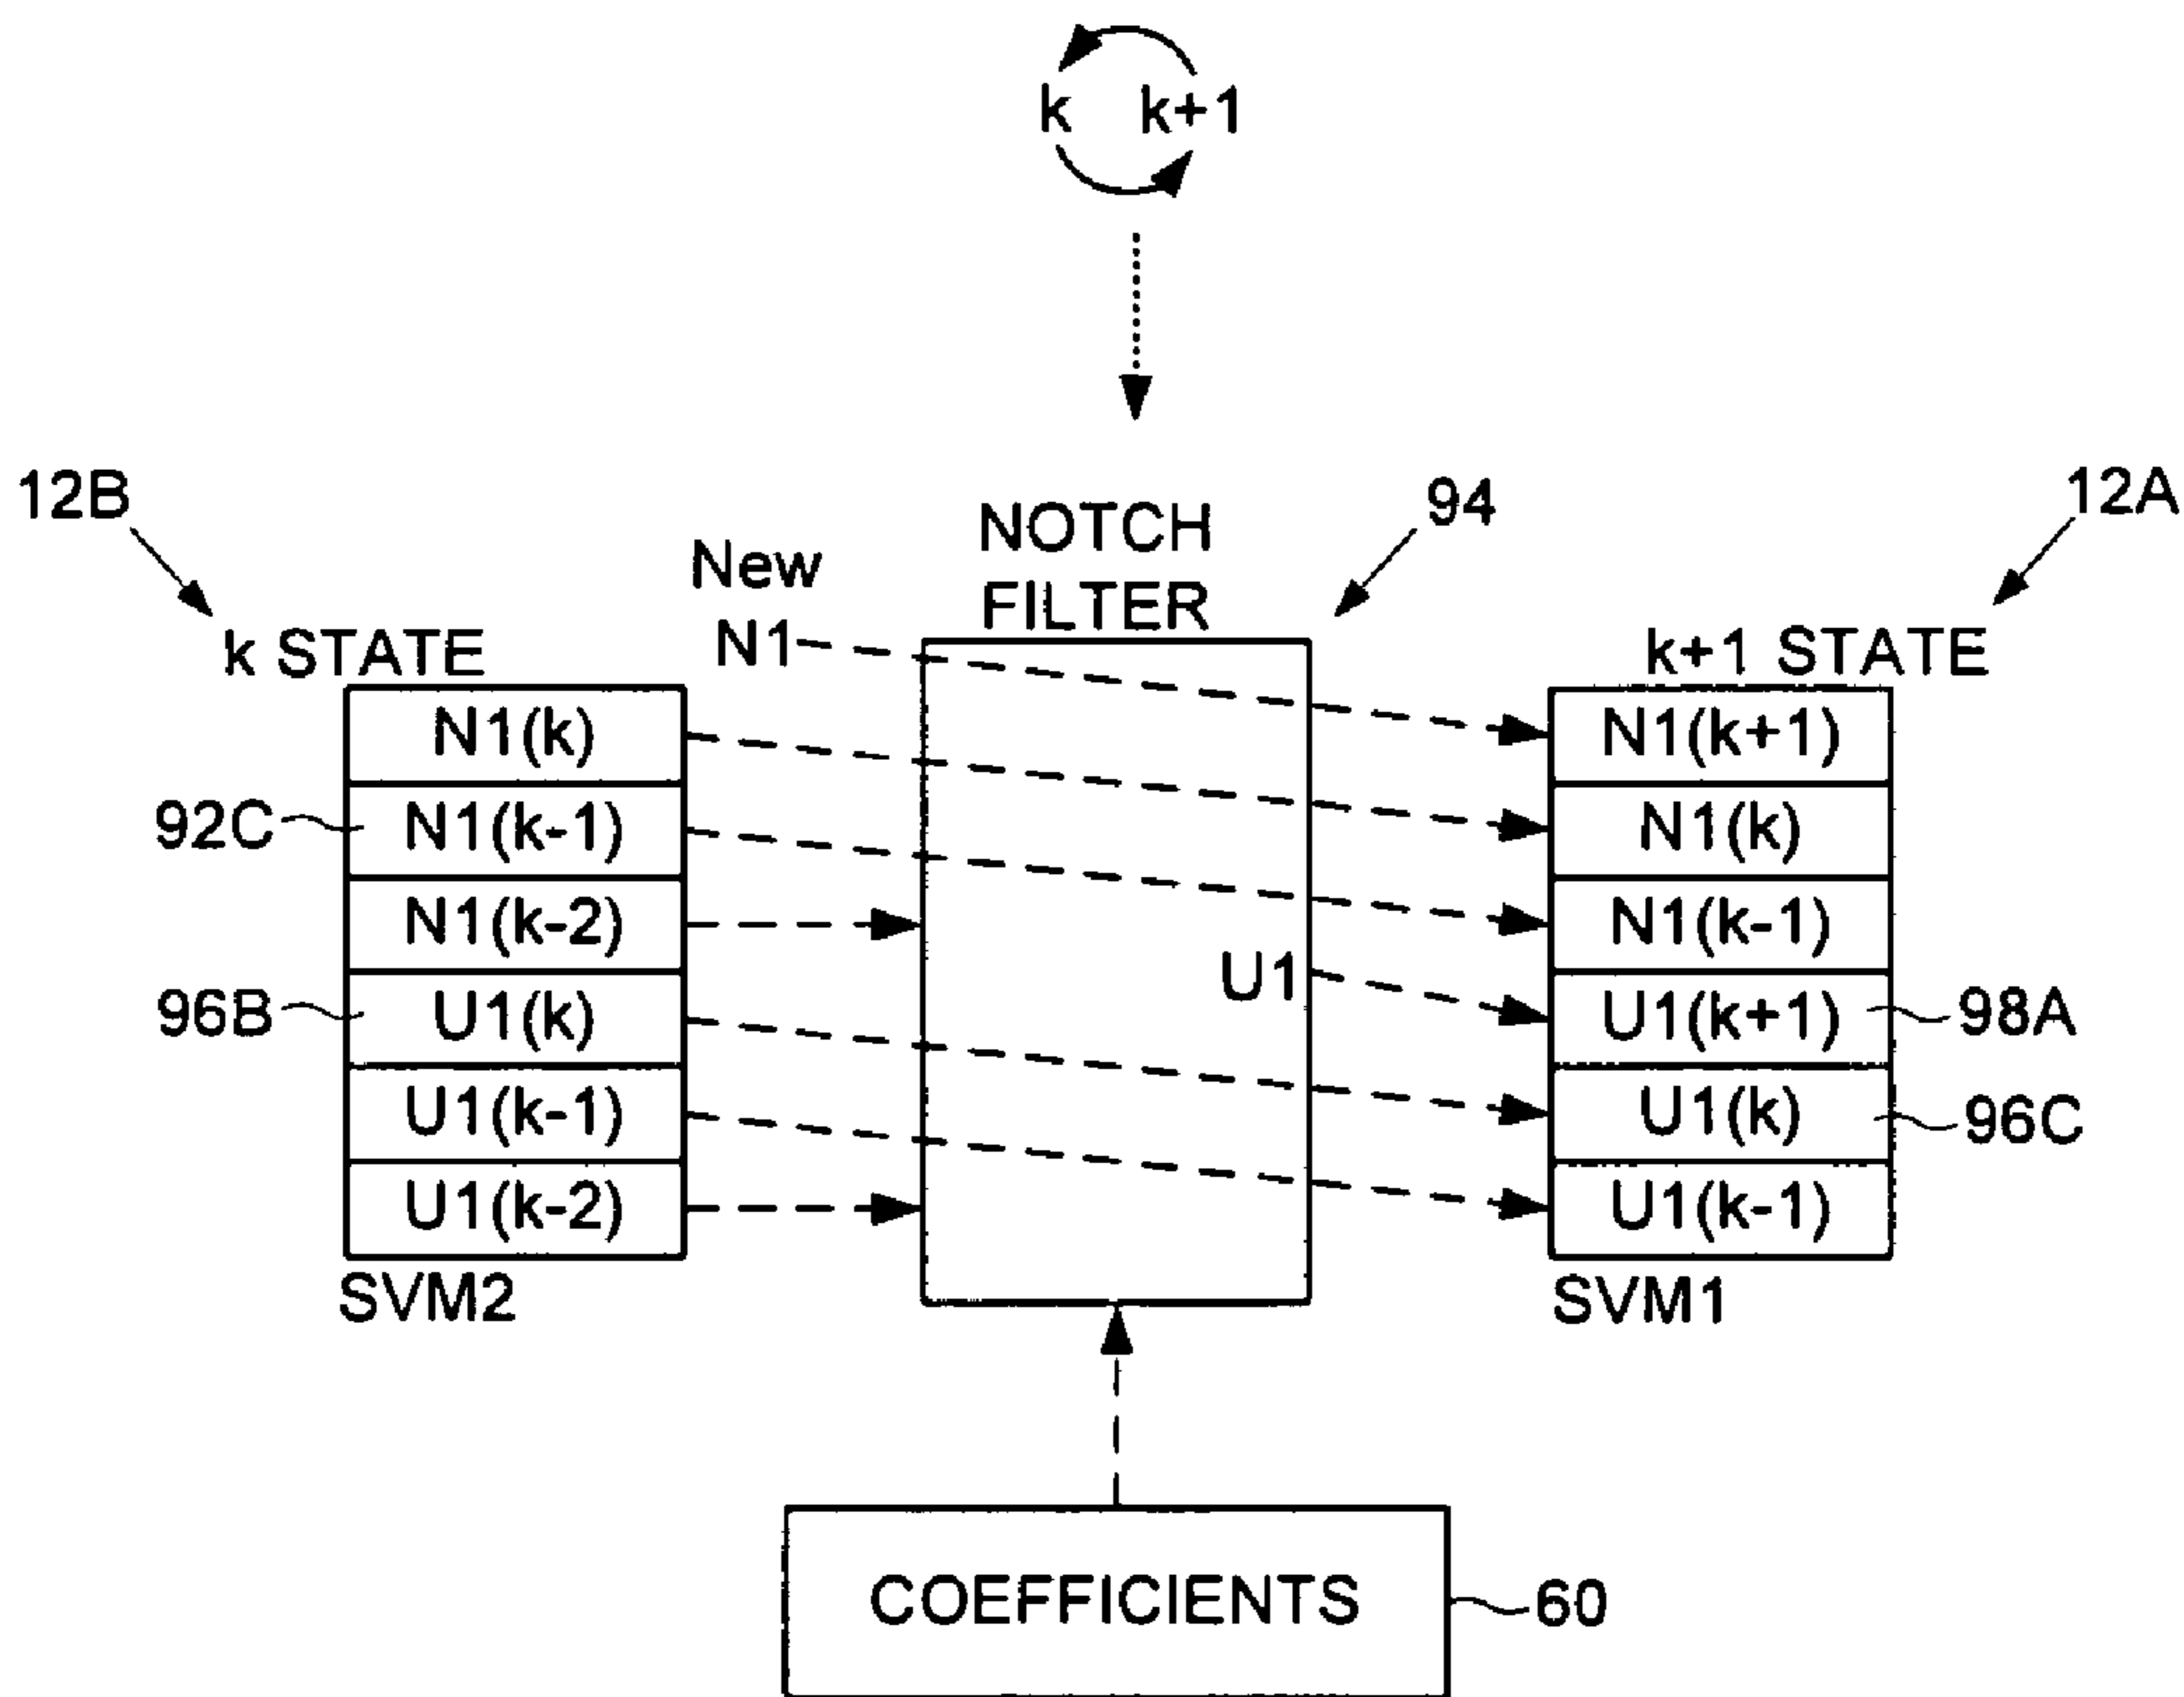 k k+1
12B
94
12A
NOTCH
FILTER
New
N1
k STATE
k+1 STATE
N1(k)
92C
N1(k-1)
N1(k-2)
96B
U1(k)
U1(k-1)
U1(k-2)
SVM2
U1
N1(k+1)
N1(k)
N1(k-1)
U1(k+1)
98A
U1(k)
96C
U1(k-1)
SVM1
COEFFICIENTS
60